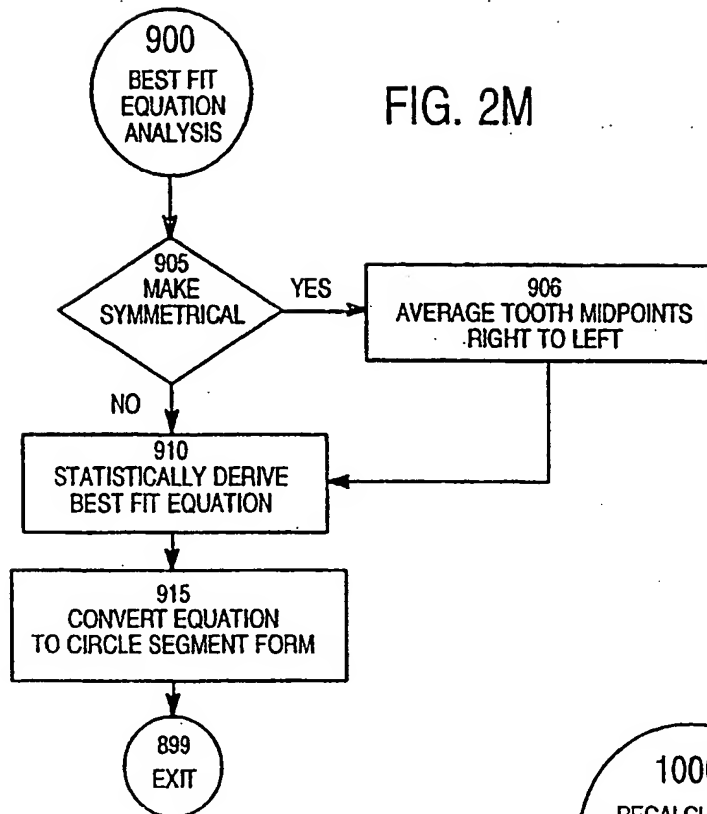 900
BEST FIT
EQUATION
ANALYSIS
FIG. 2M
905
MAKE
SYMMETRICAL
YES
906
AVERAGE TOOTH MIDPOINTS
RIGHT TO LEFT
NO
910
STATISTICALLY DERIVE
BEST FIT EQUATION
915
CONVERT EQUATION
TO CIRCLE SEGMENT FORM
899
EXIT